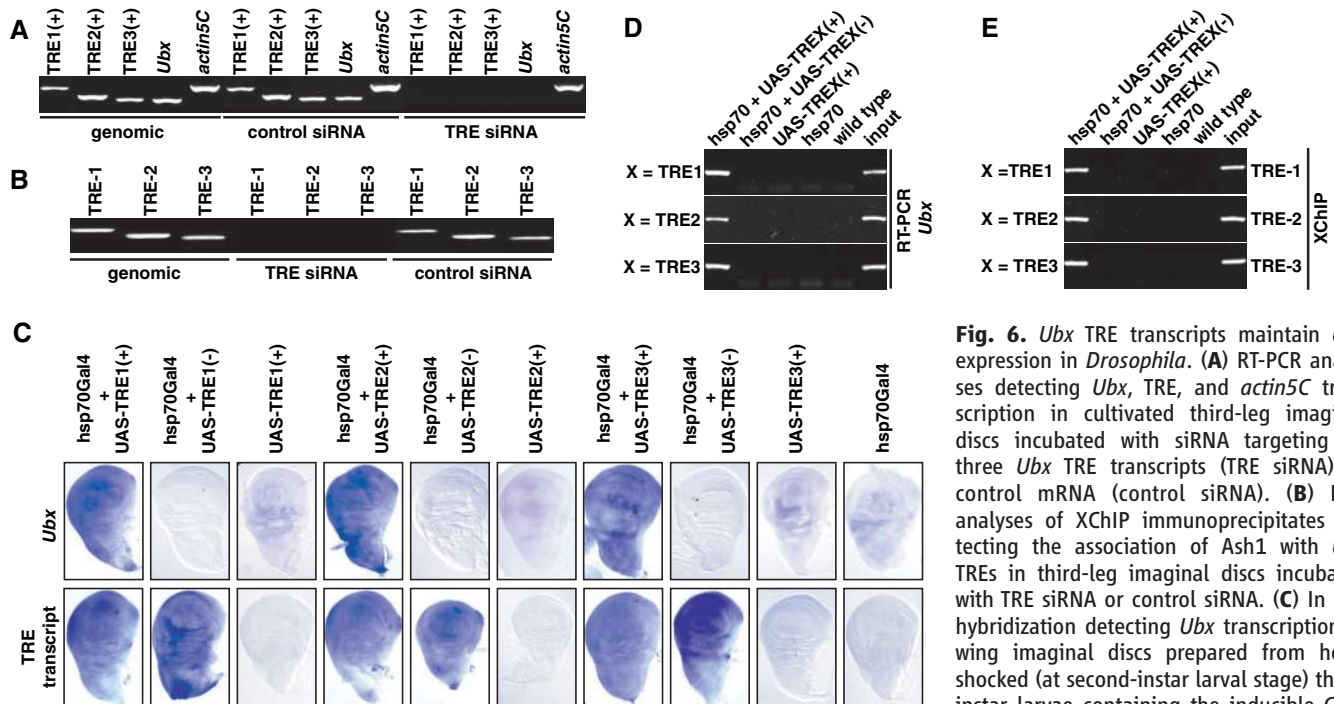 A
TRE1(+) TRE2(+) TRE3(+) Ubx actin5C TRE1(+) TRE2(+) TRE3(+) Ubx actin5C TRE1(+) TRE2(+) TRE3(+) Ubx actin5C
genomic control siRNA TRE siRNA
B
TRE-1 TRE-2 TRE-3 TRE-1 TRE-2 TRE-3 TRE-1 TRE-2 TRE-3
genomic TRE siRNA control siRNA
C
hsp70Gal4 + UAS-TRE1(+)
hsp70Gal4 + UAS-TRE1(-)
UAS-TRE1(+)
hsp70Gal4 + UAS-TRE2(+)
hsp70Gal4 + UAS-TRE2(-)
UAS-TRE2(+)
hsp70Gal4 + UAS-TRE3(+)
hsp70Gal4 + UAS-TRE3(-)
UAS-TRE3(+)
hsp70Gal4
Ubx
TRE transcript
D
hsp70 + UAS-TREX(+)
hsp70 + UAS-TREX(-)
UAS-TREX(+)
hsp70
wild type
input
X = TRE1
X = TRE2
X = TRE3
RT-PCR
Ubx
E
hsp70 + UAS-TREX(+)
hsp70 + UAS-TREX(-)
UAS-TREX(+)
hsp70
wild type
input
X =TRE1 TRE-1
X = TRE2 TRE-2
X = TRE3 TRE-3
XChIP
Fig. 6. Ubx TRE transcripts maintain
expression in Drosophila. (A) RT-PCR ana
ses detecting Ubx, TRE, and actin5C tr
scription in cultivated third-leg imagi
discs incubated with siRNA targeting
three Ubx TRE transcripts (TRE siRNA)
control mRNA (control siRNA). (B)
analyses of XChIP immunoprecipitates
tecting the association of Ash1 with
TREs in third-leg imaginal discs incuba
with TRE siRNA or control siRNA. (C) In
hybridization detecting Ubx transcription
wing imaginal discs prepared from he
shocked (at second-instar larval stage) th